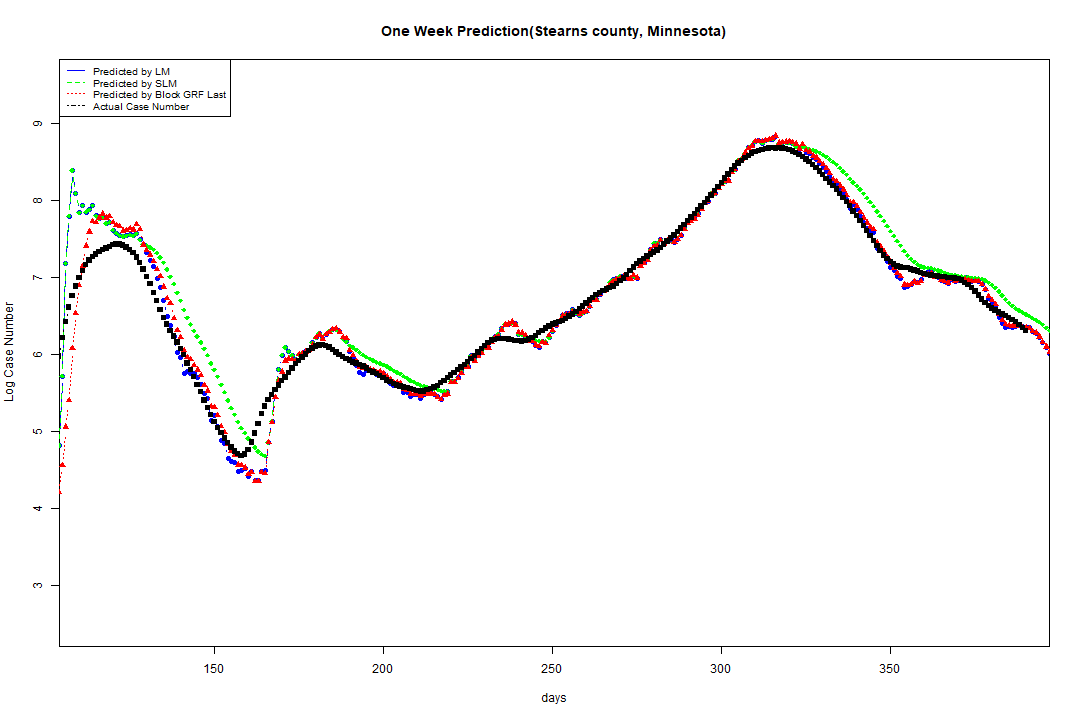 One Week Prediction(Stearns county, Minnesota)
Predicted by LM
Predicted by SLM
Predicted by Block GRF Last
Actual Case Number
Log Case Number
9
8
7
6
5
4
3
150 200 250 300 350
days